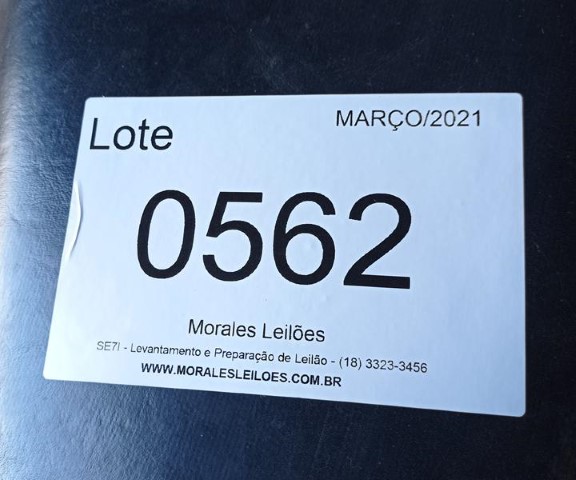 Lote MARÇO/2021
0562
Morales Leilões
SE7I - Levantamento e Preparação de Leilão - (18) 3323-3456
WWW.MORALESLEILOES.COM.BR